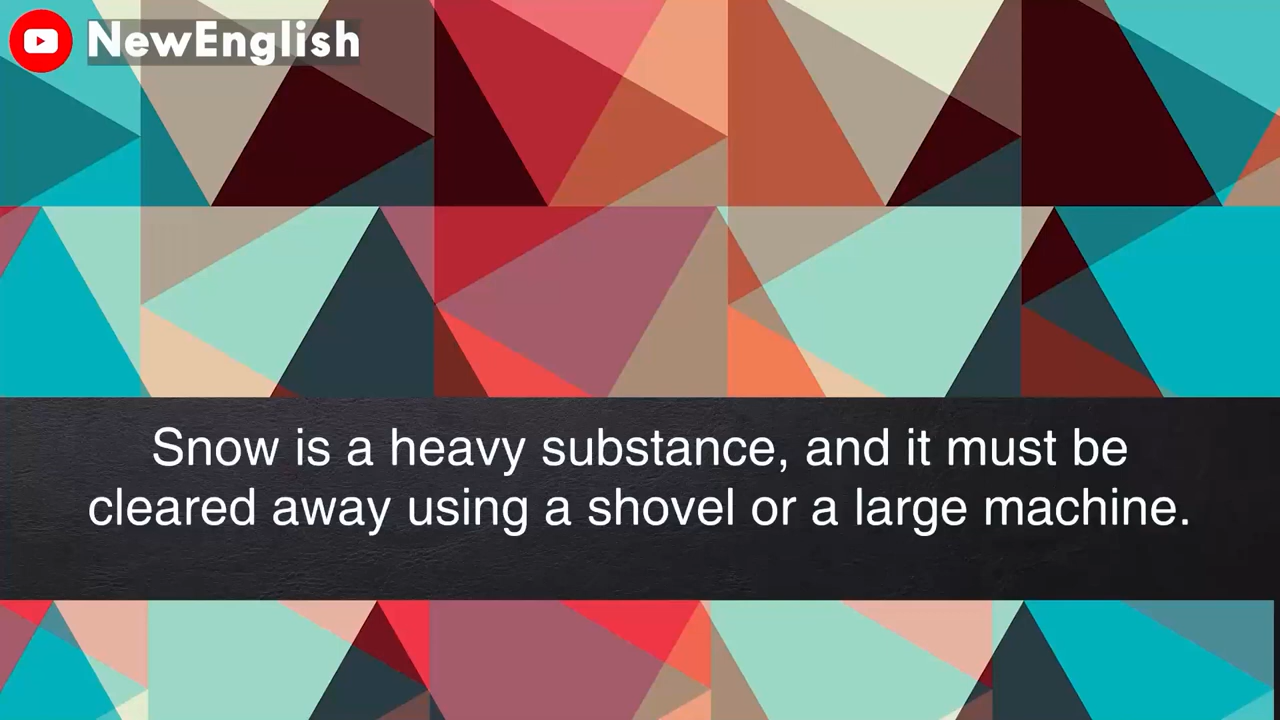 NewEnglish
Snow is a heavy substance, and it must be
cleared away using a shovel or a large machine.